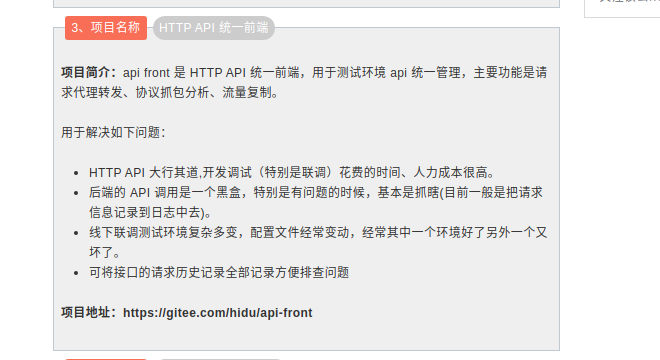 3、项目名称 HTTP API 统一前端
项目简介：api front 是 HTTP API 统一前端，用于测试环境 api 统一管理，主要功能是请
求代理转发、协议抓包分析、流量复制。
用于解决如下问题：
HTTP API 大行其道,开发调试（特别是联调）花费的时间、人力成本很高。
后端的 API 调用是一个黑盒，特别是有问题的时候，基本是抓瞎(目前一般是把请求
信息记录到日志中去)。
线下联调测试环境复杂多变，配置文件经常变动，经常其中一个环境好了另外一个又
坏了。
可将接口的请求历史记录全部记录方便排查问题
项目地址：https://gitee.com/hidu/api-front